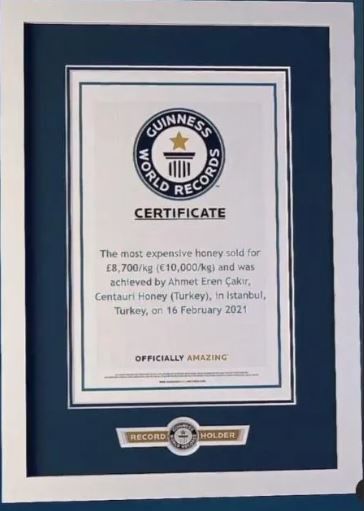 GUINNESS
WORLD RECORDS
CERTIFICATE
The most expensive honey sold for
£8,700/kg (€10,000/kg) and was
achieved by Ahmet Eren Çakır,
Centauri Honey (Turkey), in Istanbul,
Turkey, on 16 February 2021
OFFICIALLY AMAZING
RECORD HOLDER